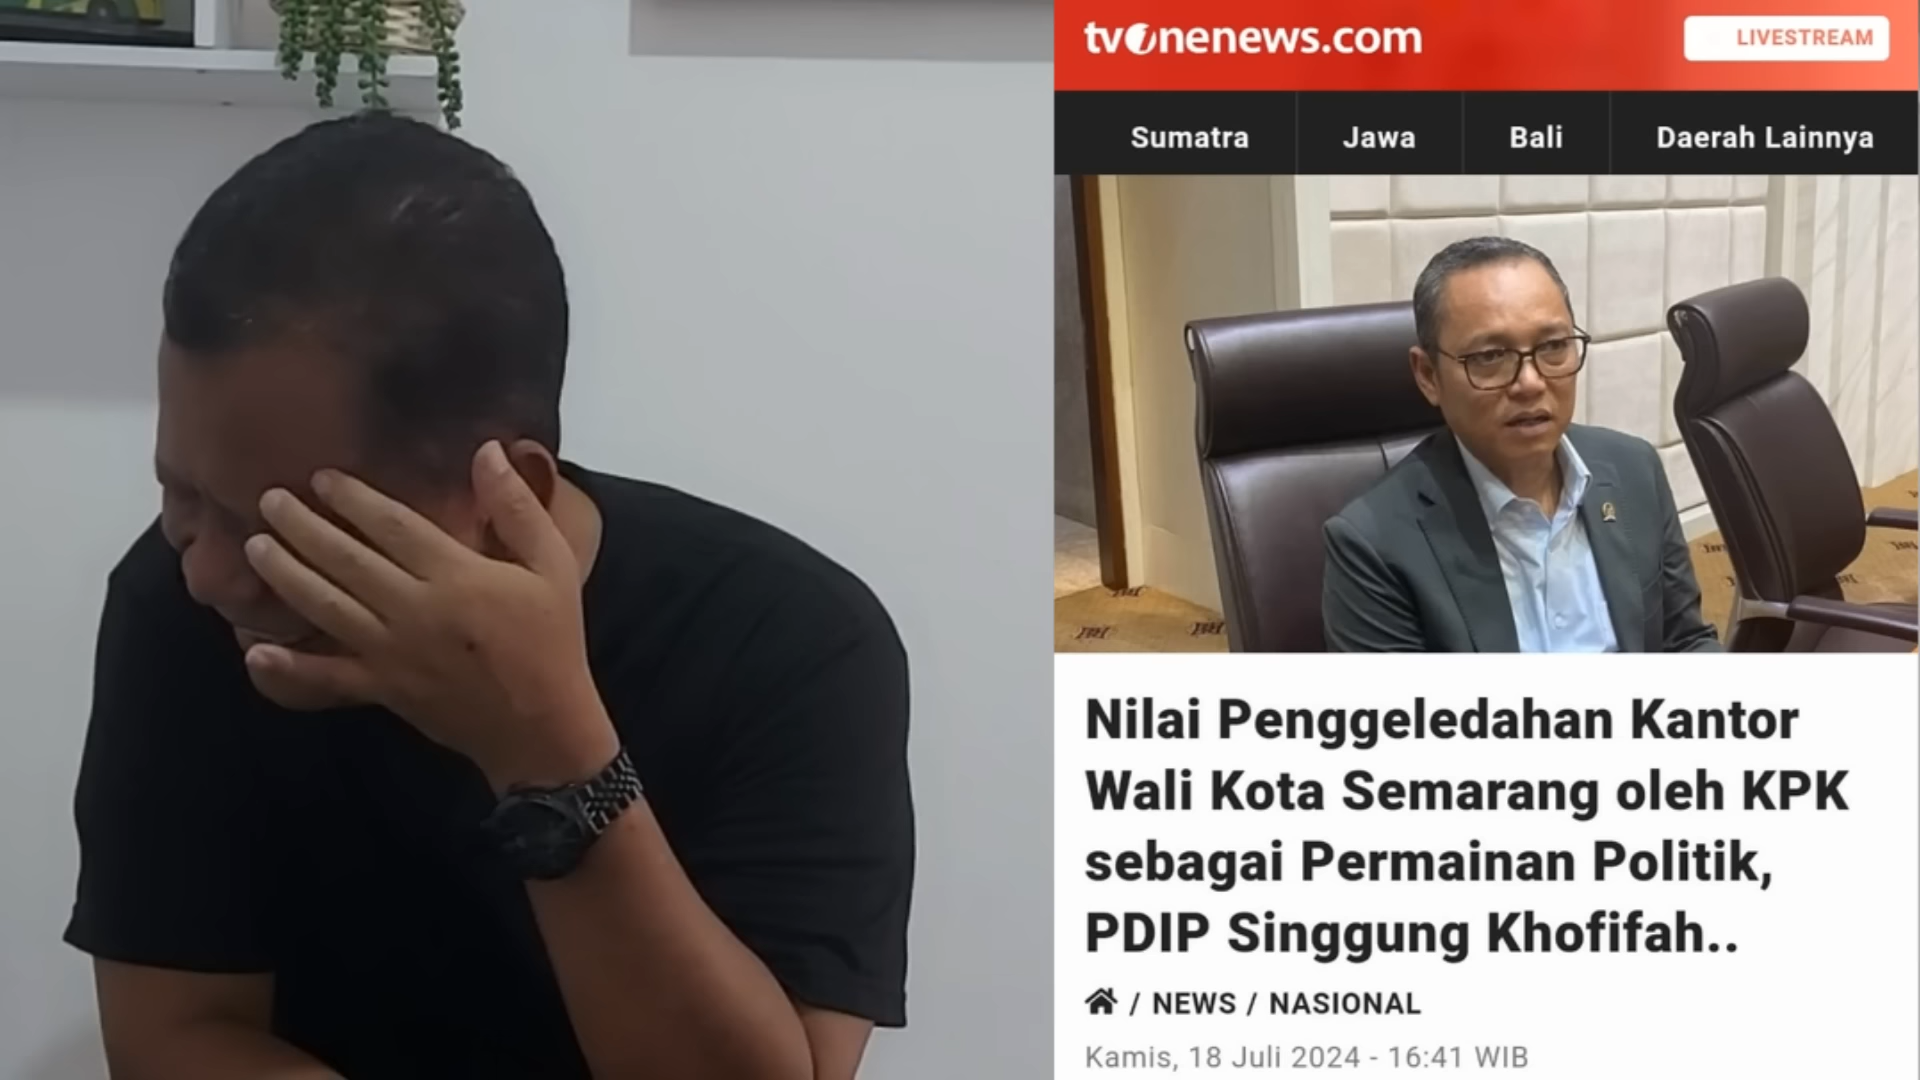 tvonenews.com
LIVESTREAM
Sumatra
Jawa
Bali
Daerah Lainnya
Nilai Penggeledahan Kantor
Wali Kota Semarang oleh KPK
sebagai Permainan Politik,
PDIP Singgung Khofifah..
/ NEWS / NASIONAL
Kamis, 18 Juli 2024 - 16:41 WIB